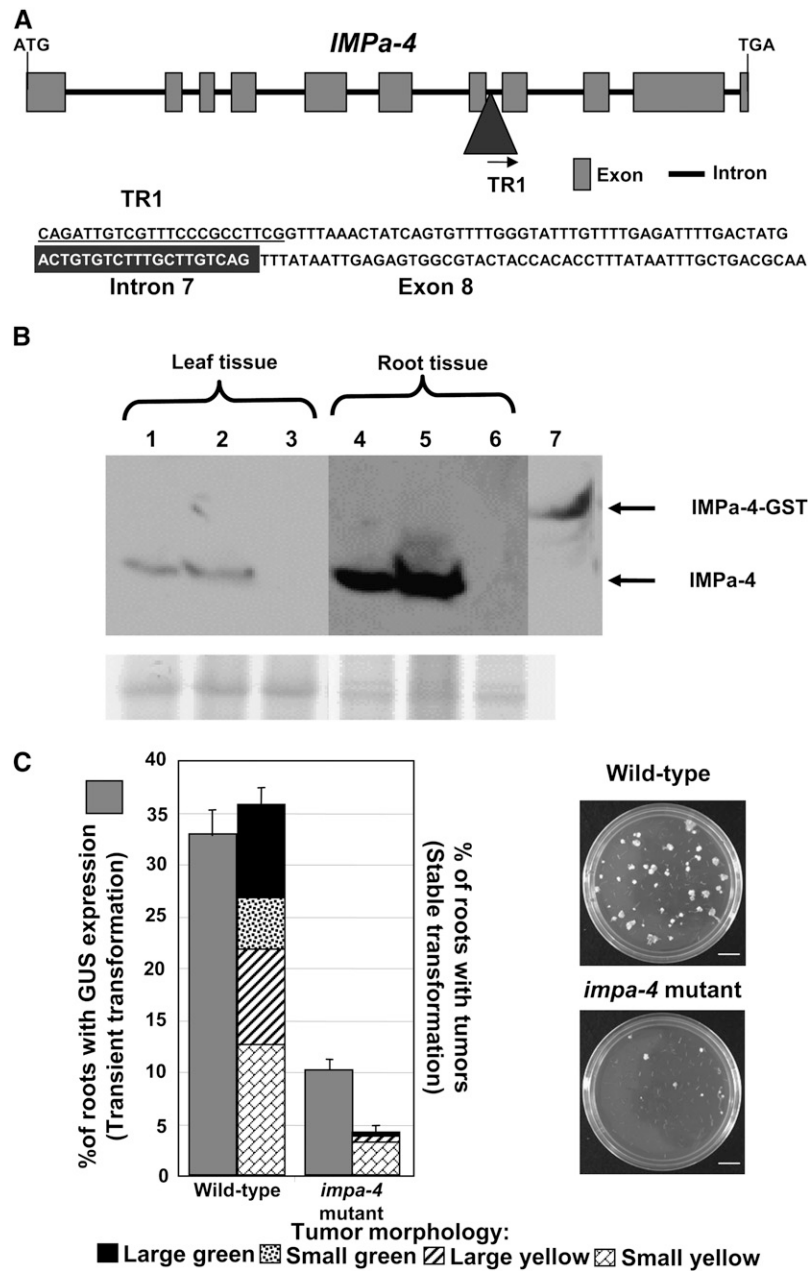 A
ATG
IMPa-4
TGA
TR1
Exon
Intron
TR1
CAGATTGTCGTTTCCCGCCTTCGGTTTAAACTATCAGTGTTTTGGGTATTTGTTTTGAGATTTTGACTATG
ACTGTGTCTTTGCTTGTCAGTTTATAATTGAGAGTGGCGTACTACCACACCTTTATAATTTGCTGACGCAA
Intron 7
Exon 8
B
Leaf tissue
Root tissue
1 2 3 4 5 6 7
IMPa-4-GST
IMPa-4
C
%of roots with GUS expression
(Transient transformation)
40
35
30
25
20
15
10
5
0
% of roots with tumors
(Stable transformation)
Wild-type
impa-4
mutant
Wild-type
impa-4 mutant
Tumor morphology:
Large green Small green Large yellow Small yellow